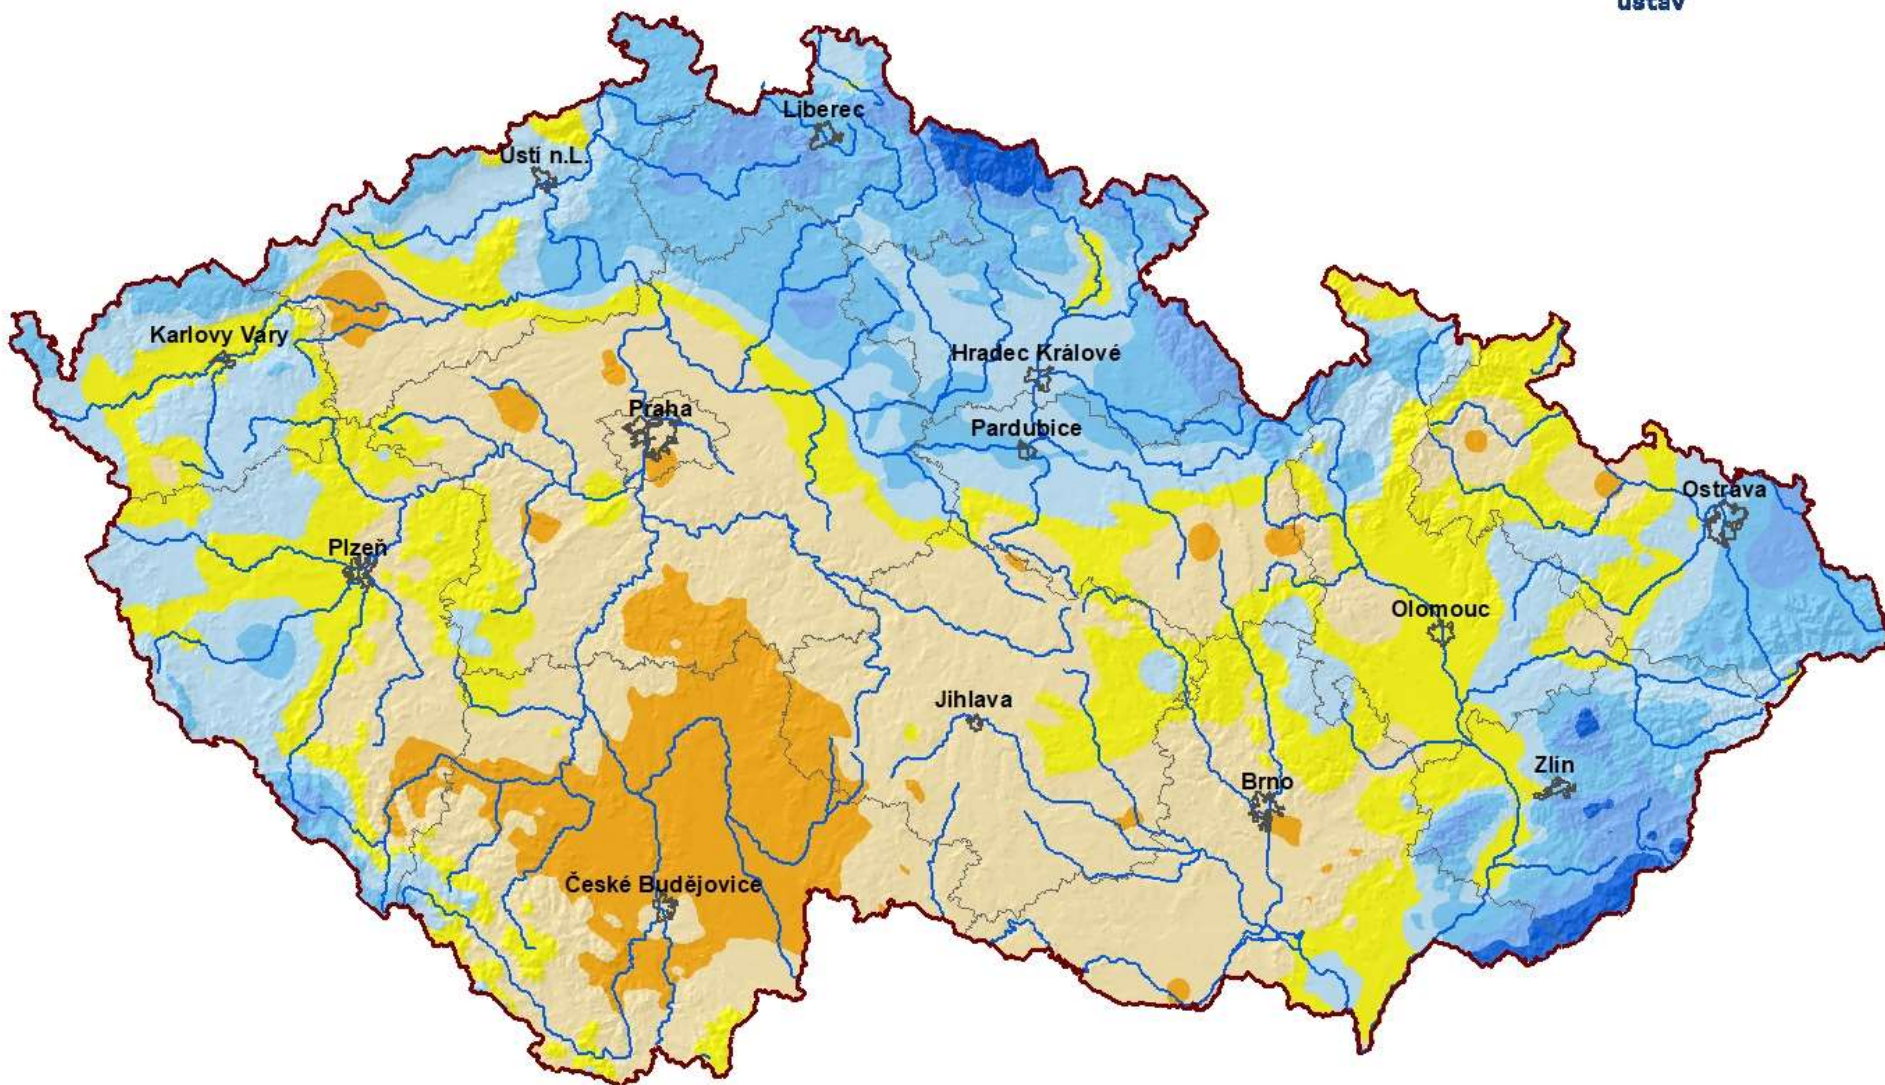 ústav
Liberec
Ústí n.L.
Karlovy Vary
Hradec Králové
Praha
Pardubice
Ostrava
Plzeň
Olomouc
Jihlava
Zlín
Brno
České Budějovice